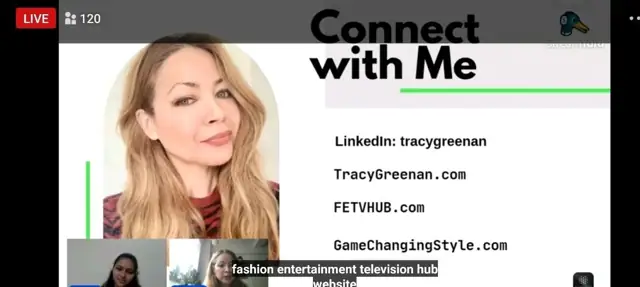 LIVE
120
Connect
with Me
LinkedIn: tracygreenan
TracyGreenan.com
FETVHUB.com
GameChangingStyle.com
fashion entertainment television hub
website